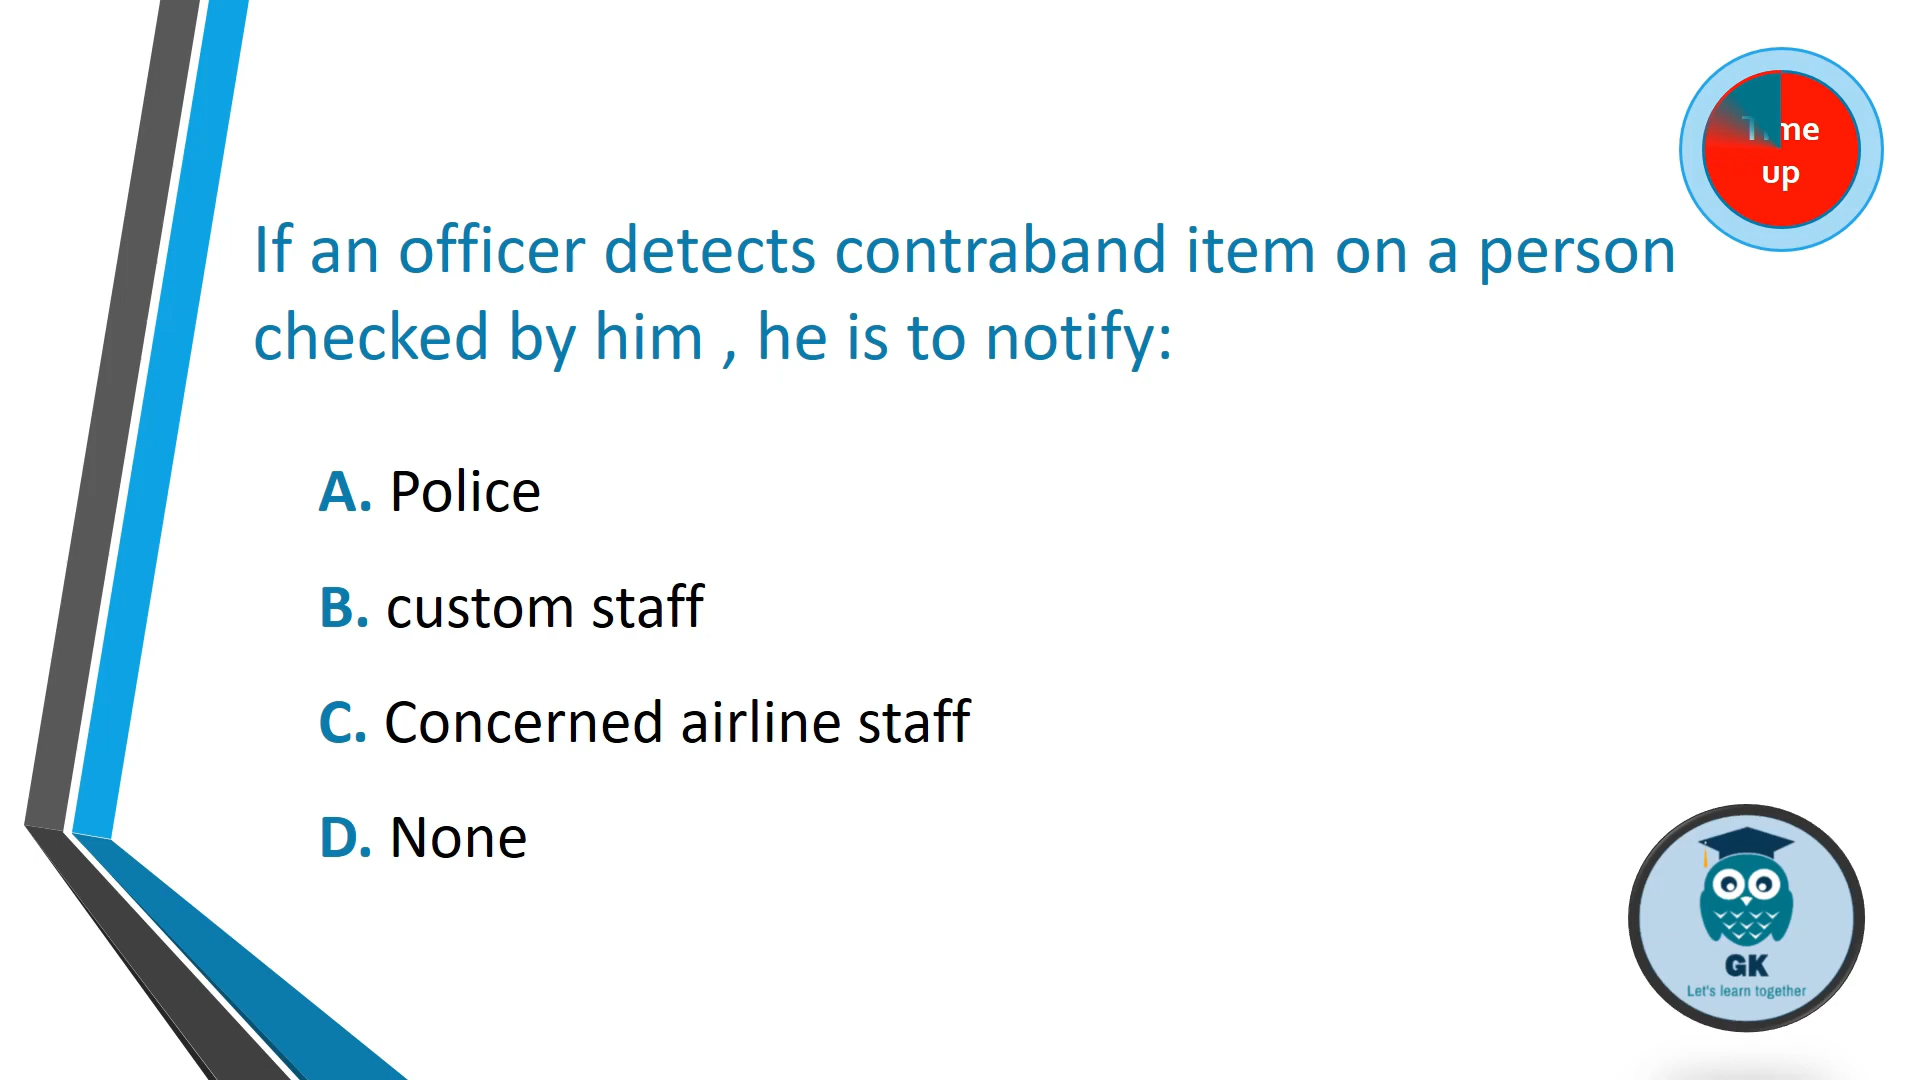 Time
up
If an officer detects contraband item on a person
checked by him , he is to notify:
A. Police
B. custom staff
C. Concerned airline staff
D. None
GK
Let's learn together